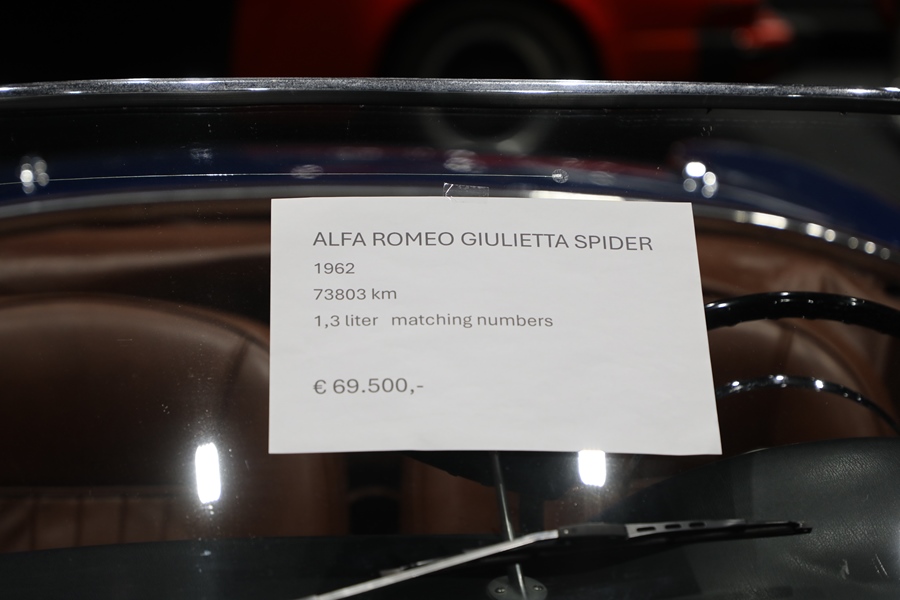 ALFA ROMEO GIULIETTA SPIDER
1962
73803 km
1,3 liter matching numbers
€ 69.500,-